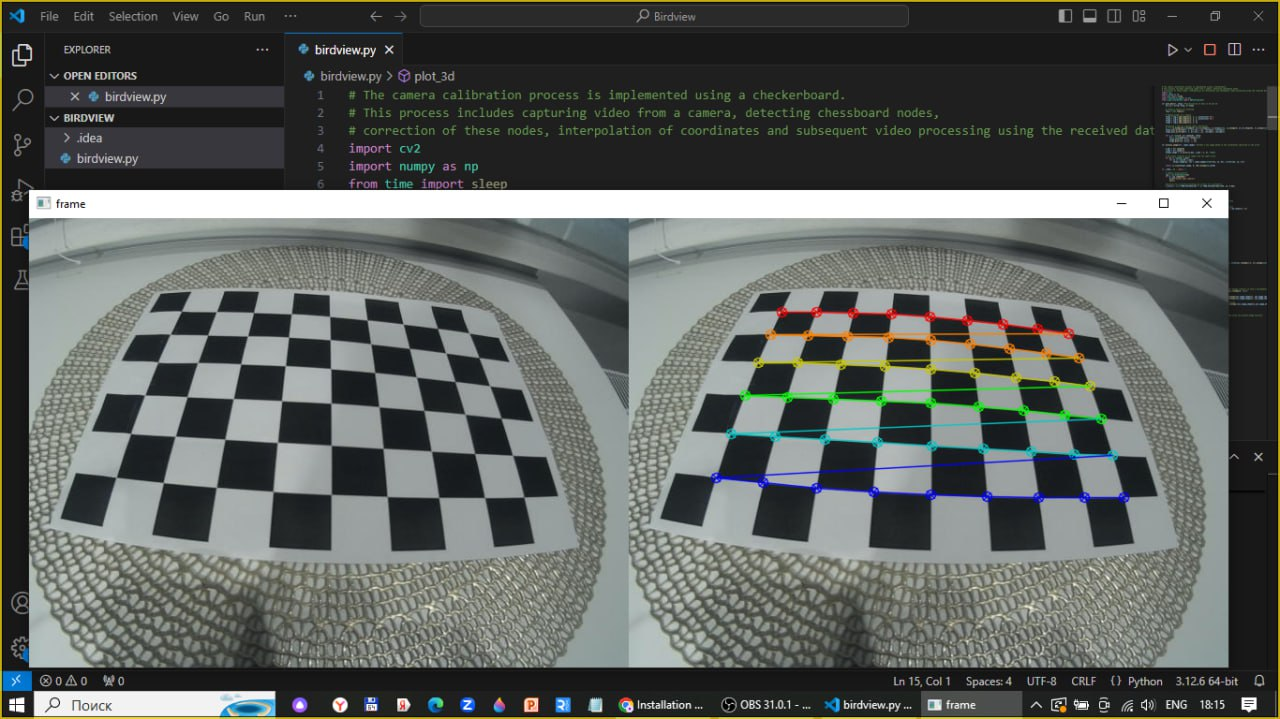 File Edit Selection View Go Run ··· Birdview
EXPLORER ···
OPEN EDITORS
birdview.py
BIRDVIEW
.idea
birdview.py
birdview.py
birdview.py > plot_3d
1 # The camera calibration process is implemented using a checkerboard.
2 # This process includes capturing video from a camera, detecting chessboard nodes,
3 # correction of these nodes, interpolation of coordinates and subsequent video processing using the received dat
4 import cv2
5 import numpy as np
6 from time import sleep
frame
0 0 0 Ln 15, Col 1 Spaces: 4 UTF-8 CRLF {} Python 3.12.6 64-bit
Поиск Installation ... OBS 31.0.1 - ... birdview.py ... frame ENG 18:15